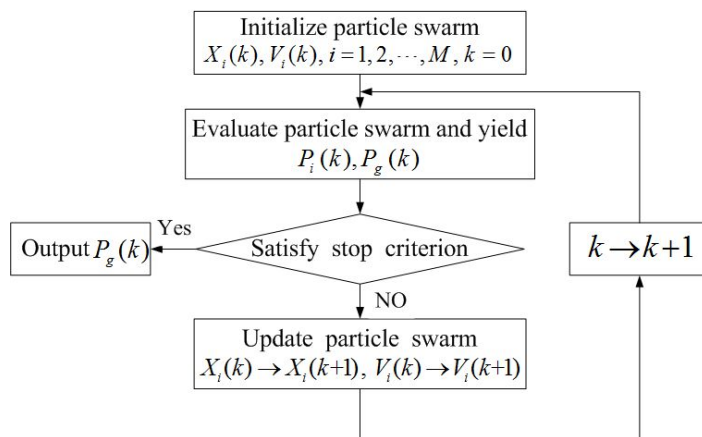 Initialize particle swarm
X_i(k), V_i(k), i=1,2,···,M, k=0
Evaluate particle swarm and yield
P_i(k), P_g(k)
Yes
Output P_g(k)
Satisfy stop criterion
k→k+1
NO
Update particle swarm
X_i(k)→X_i(k+1), V_i(k)→V_i(k+1)